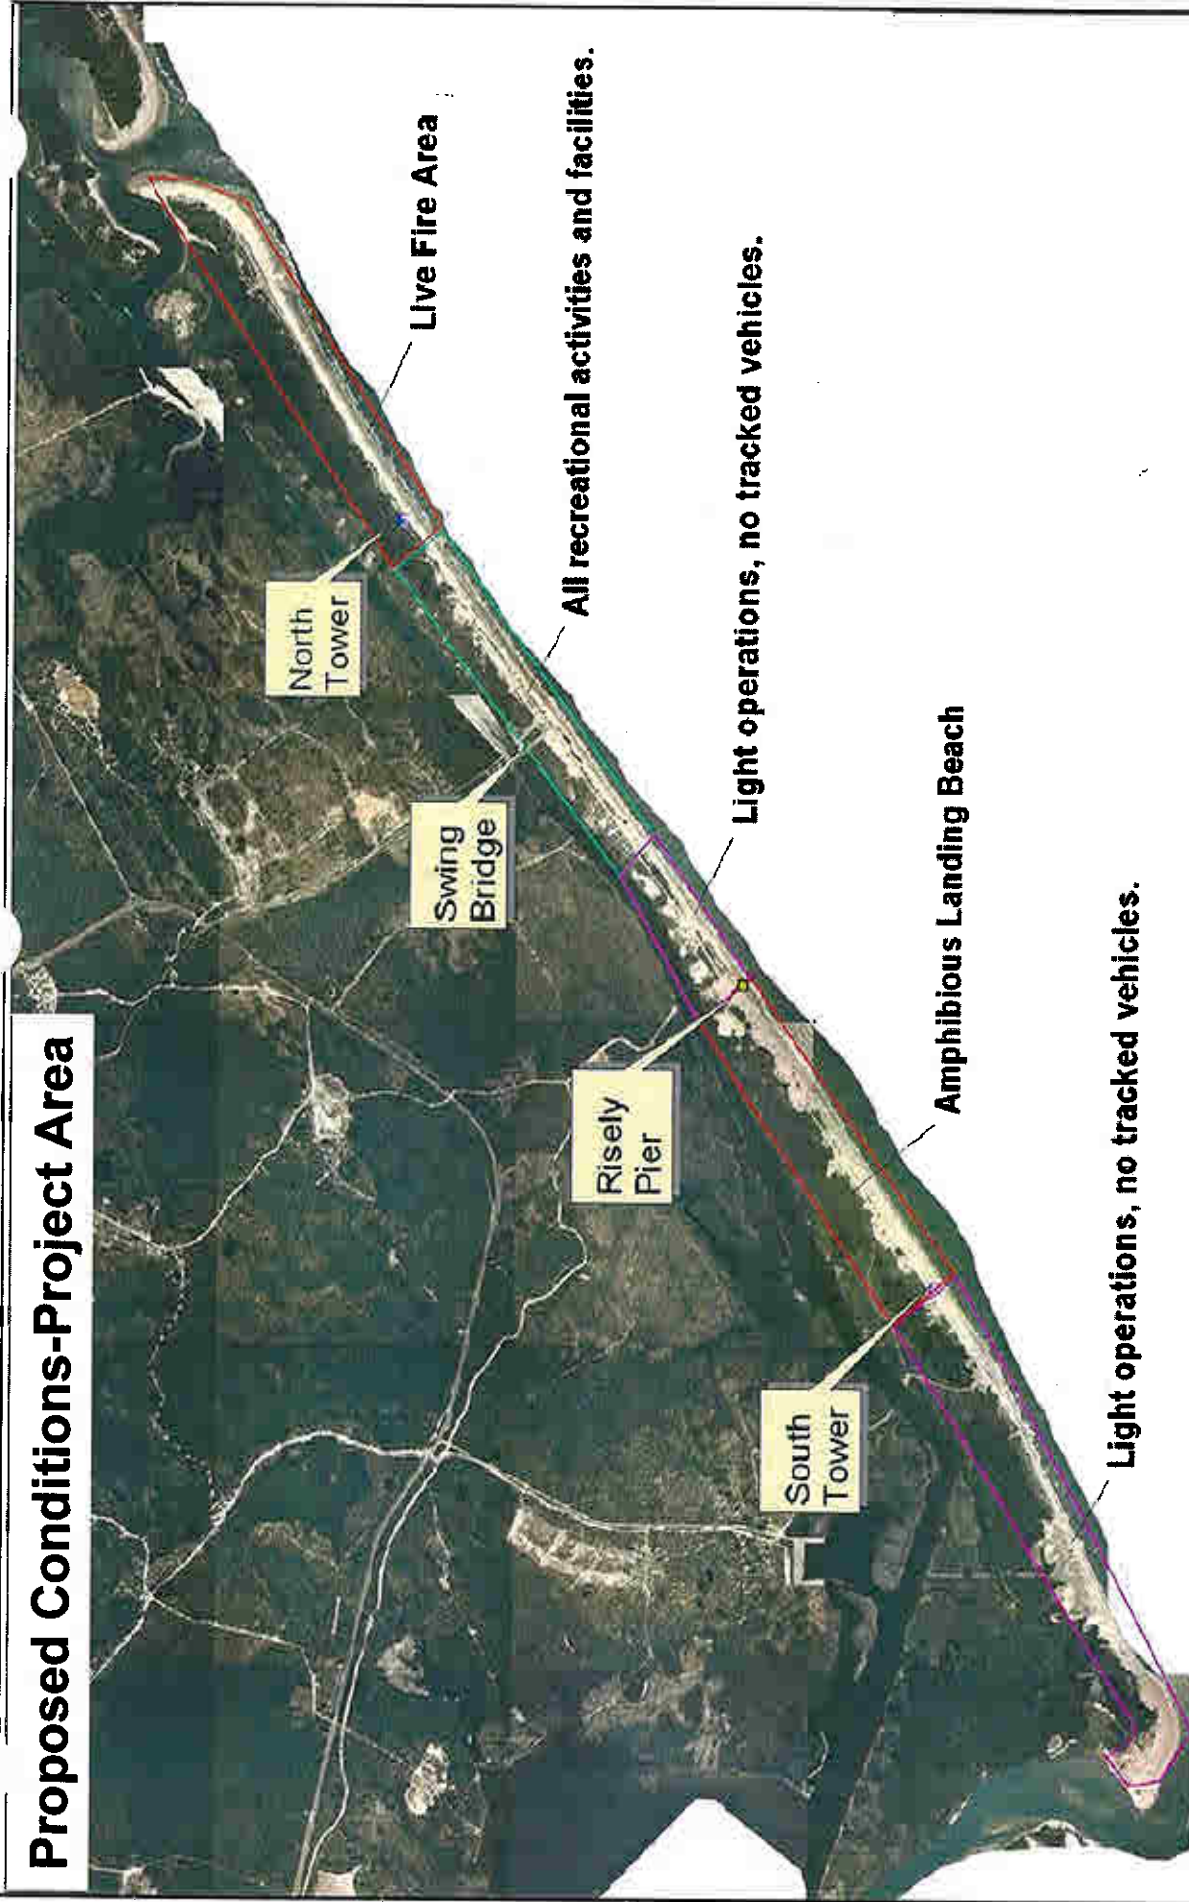 Proposed Conditions-Project Area
North
Tower
Live Fire Area
All recreational activities and facilities.
Swing
Bridge
Light operations, no tracked vehicles.
Risely
Pier
Amphibious Landing Beach
South
Tower
Light operations, no tracked vehicles.